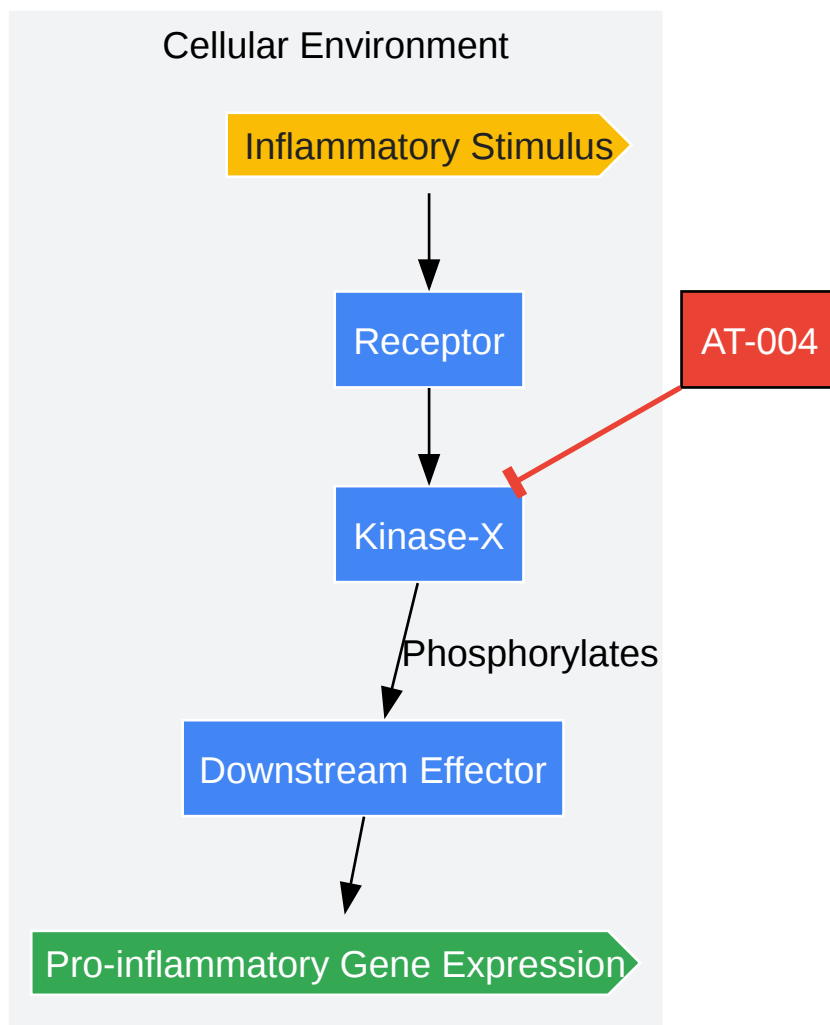 Cellular Environment
Inflammatory Stimulus
Receptor
AT-004
Kinase-X
Phosphorylates
Downstream Effector
Pro-inflammatory Gene Expression